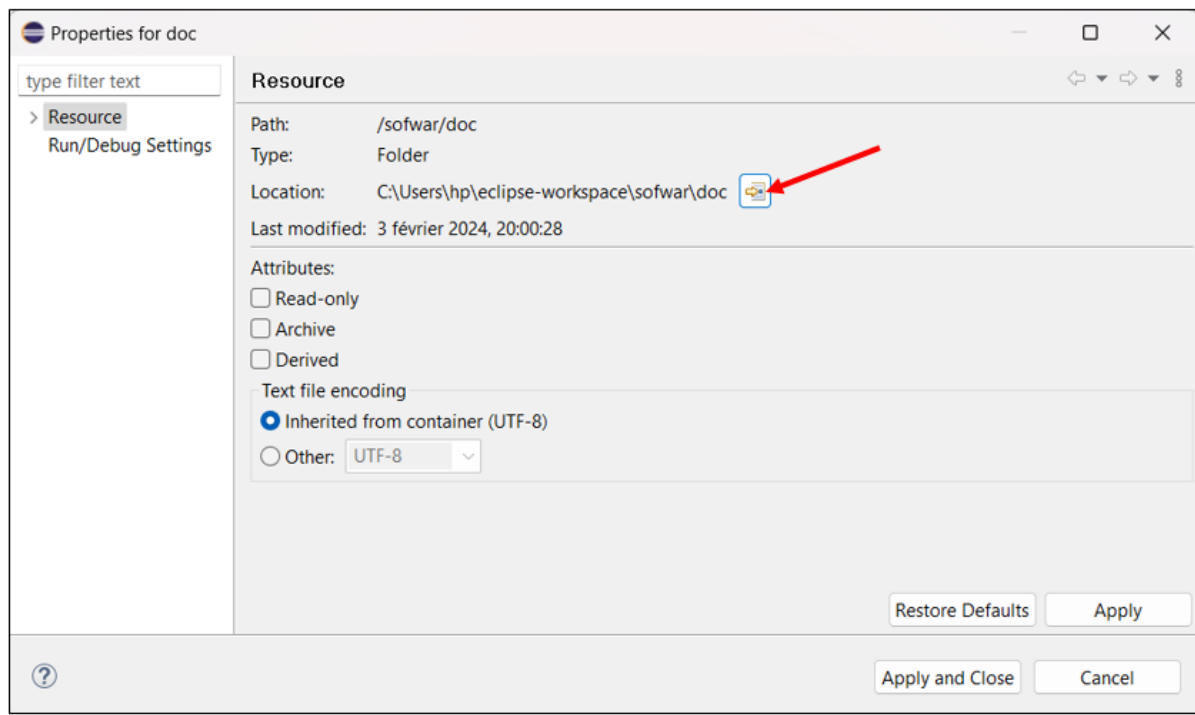 Properties for doc
type filter text
Resource
Run/Debug Settings
Resource
Path: /sofwar/doc
Type: Folder
Location: C:\Users\hp\eclipse-workspace\sofwar\doc
Last modified: 3 février 2024, 20:00:28
Attributes:
Read-only
Archive
Derived
Text file encoding
Inherited from container (UTF-8)
Other: UTF-8
Restore Defaults Apply
Apply and Close Cancel